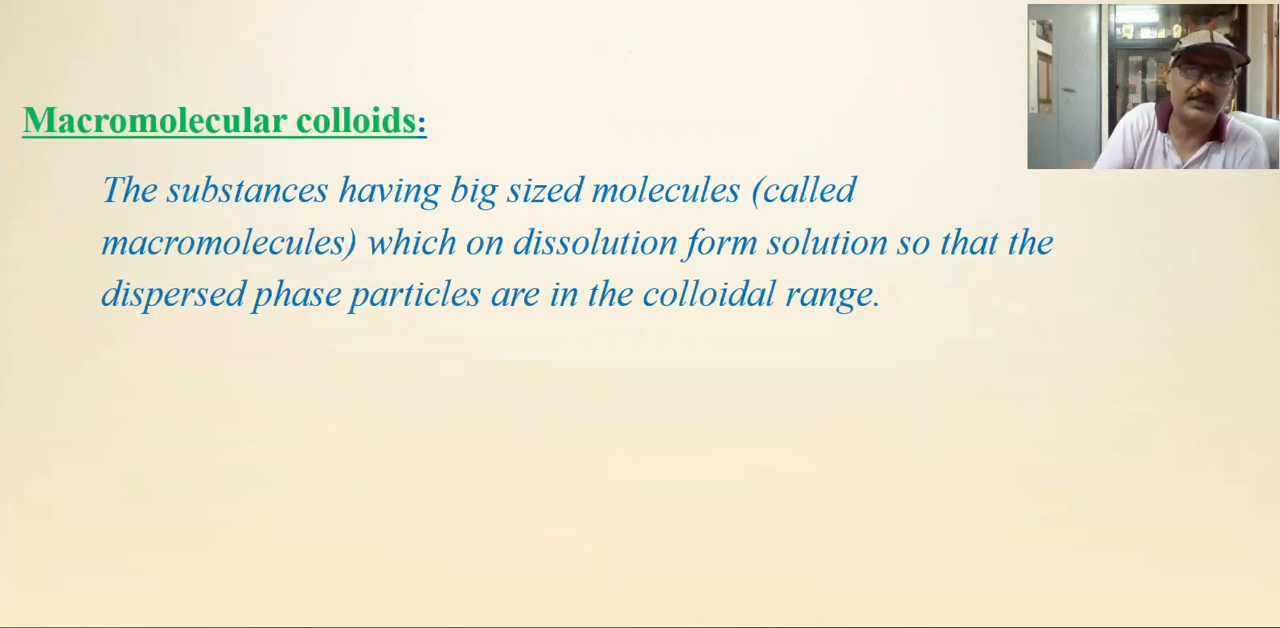 Macromolecular colloids:
The substances having big sized molecules (called
macromolecules) which on dissolution form solution so that the
dispersed phase particles are in the colloidal range.